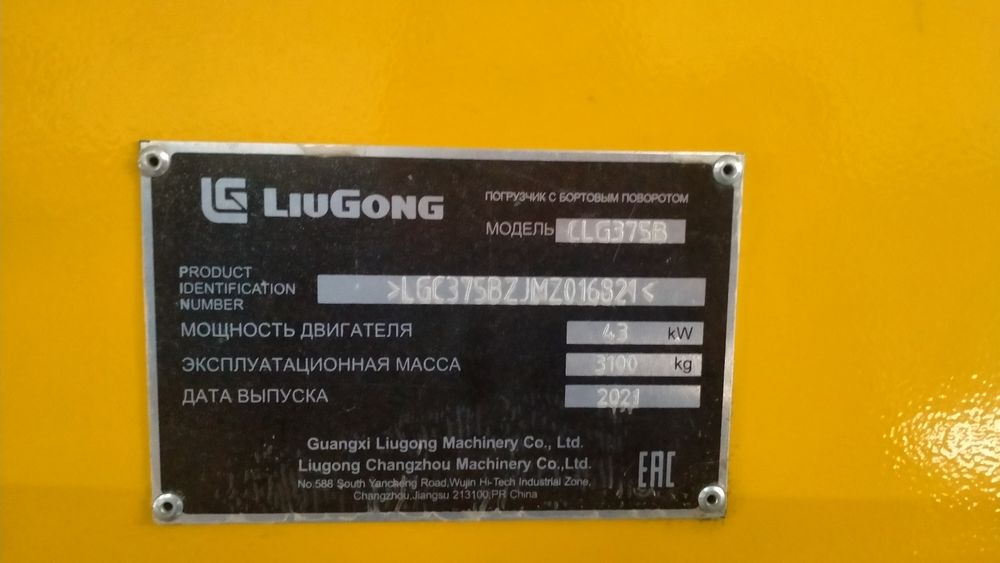 LG LIUGONG
ПОГРУЗЧИК С БОРТОВЫМ ПОВОРОТОМ
МОДЕЛЬ CLG375B
PRODUCT
IDENTIFICATION
NUMBER
>LGC375BZJMZ016821<
МОЩНОСТЬ ДВИГАТЕЛЯ 43 kW
ЭКСПЛУАТАЦИОННАЯ МАССА 3100 kg
ДАТА ВЫПУСКА 2021
Guangxi Liugong Machinery Co., Ltd.
Liugong Changzhou Machinery Co.,Ltd.
No.588 South Yancheng Road,Wujin Hi-Tech Industrial Zone,
Changzhou,Jiangsu 213100,PR China
EAC